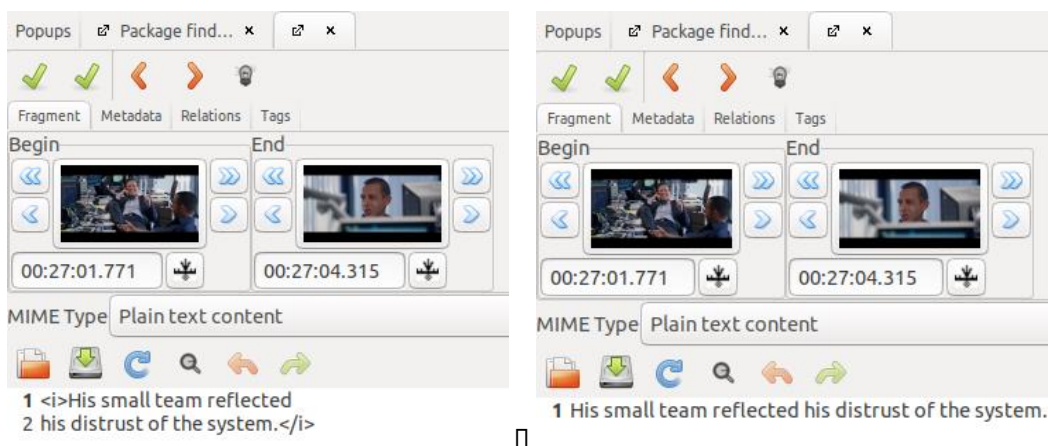 Popups Package find... ×  ×
Fragment Metadata Relations Tags
Begin End
00:27:01.771 00:27:04.315
MIME Type Plain text content
1 <i>His small team reflected
2 his distrust of the system.</i>
Popups Package find... ×  ×
Fragment Metadata Relations Tags
Begin End
00:27:01.771 00:27:04.315
MIME Type Plain text content
1 His small team reflected his distrust of the system.